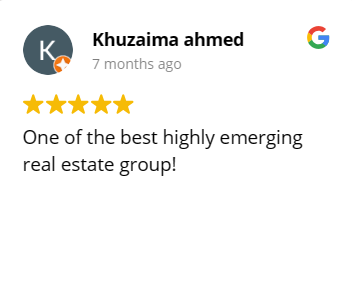 K
Khuzaima ahmed
7 months ago
One of the best highly emerging
real estate group!